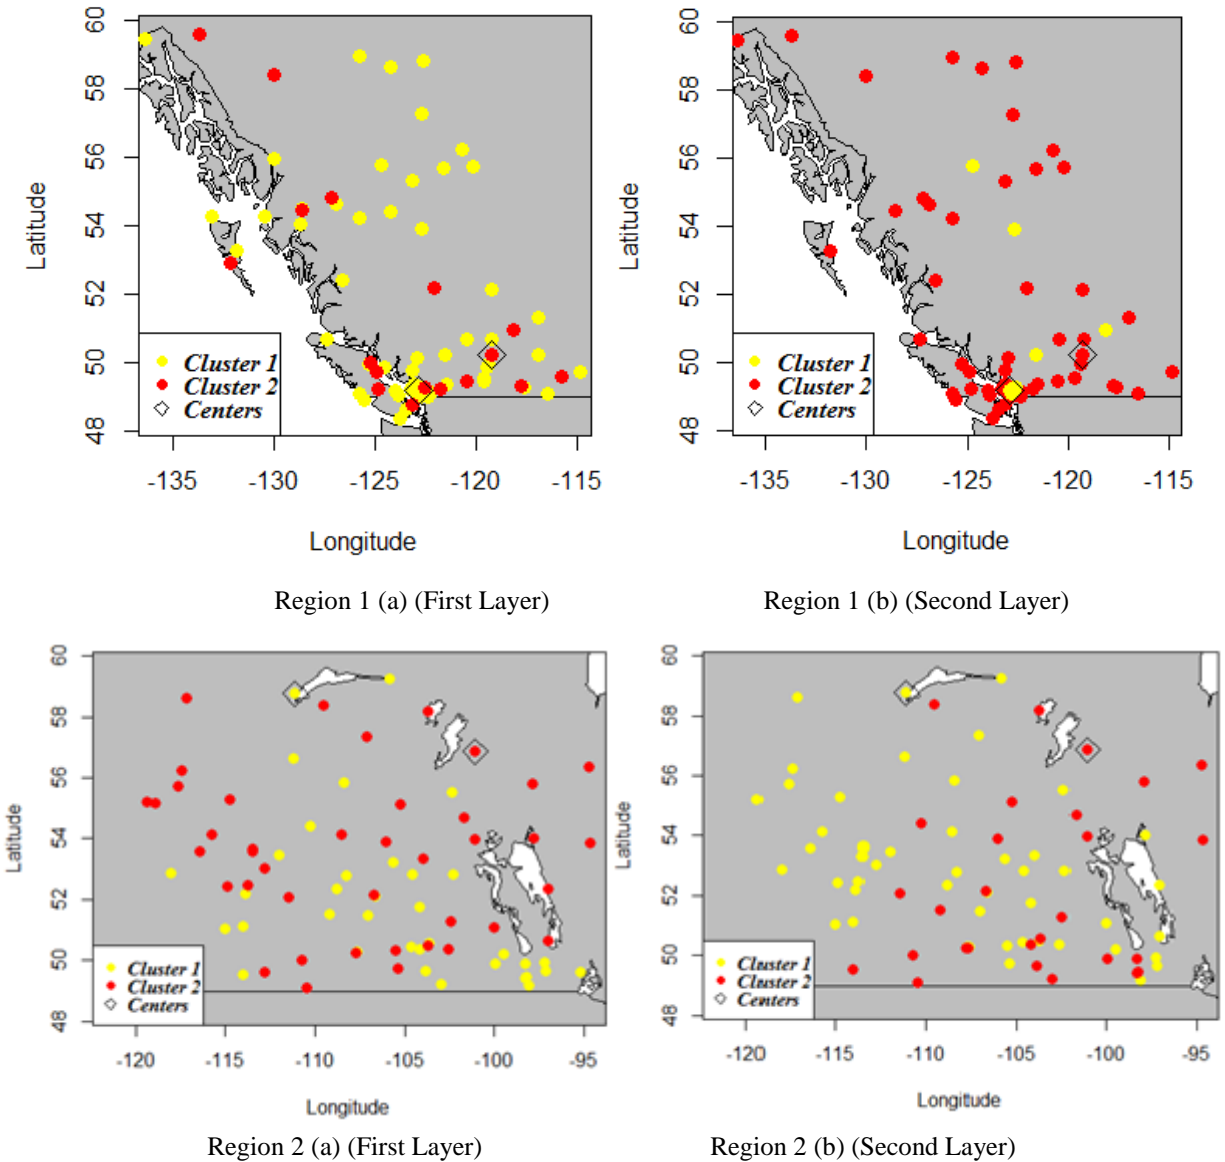 60
58
56
54
52
50
48
Latitude
Cluster 1
Cluster 2
Centers
-135
-130
-125
-120
-115
Longitude
60
58
56
54
52
50
48
Latitude
Cluster 1
Cluster 2
Centers
-135
-130
-125
-120
-115
Longitude
Region 1 (a) (First Layer)
Region 1 (b) (Second Layer)
60
58
56
54
52
50
48
Latitude
Cluster 1
Cluster 2
Centers
-120
-115
-110
-105
-100
-95
Longitude
60
58
56
54
52
50
48
Latitude
Cluster 1
Cluster 2
Centers
-120
-115
-110
-105
-100
-95
Longitude
Region 2 (a) (First Layer)
Region 2 (b) (Second Layer)